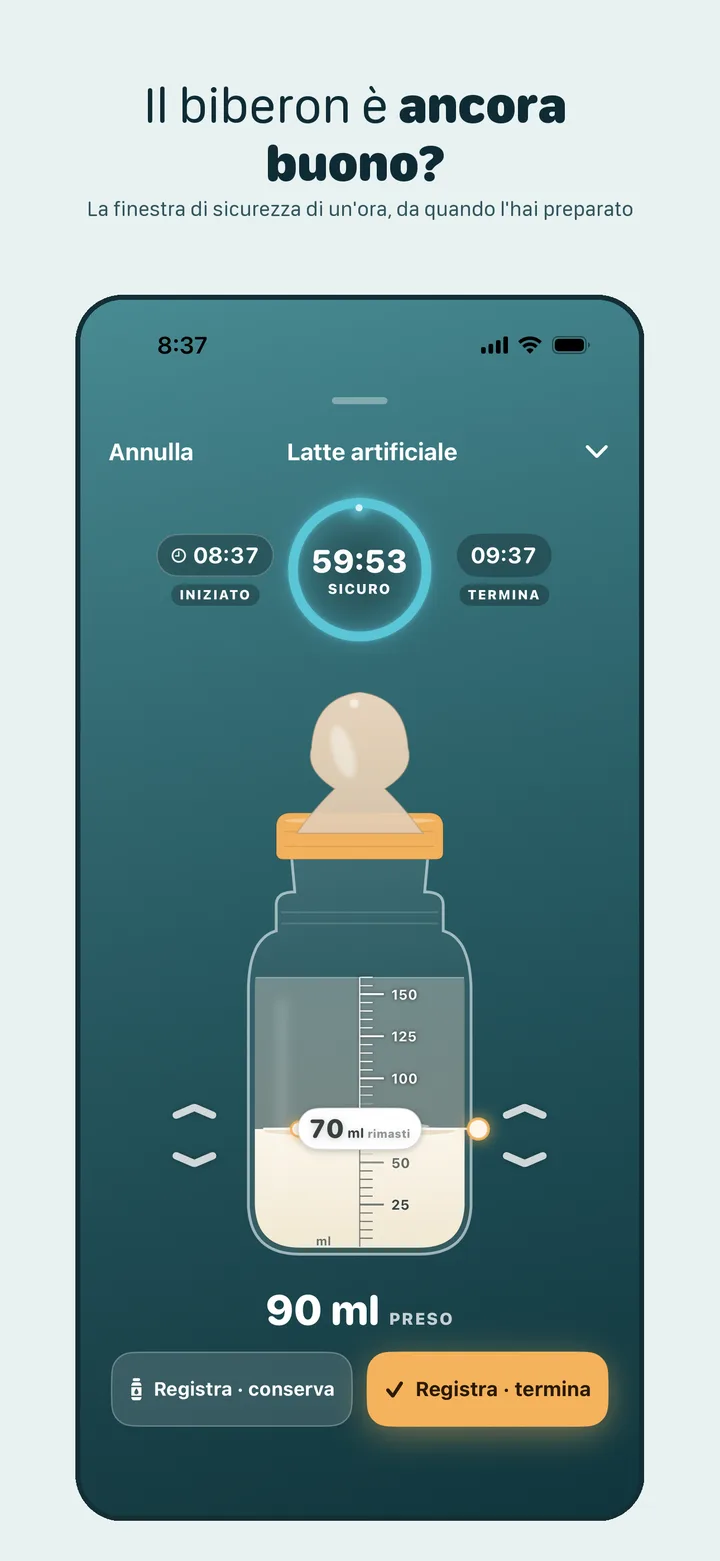 Il biberon è ancora
buono?
La finestra di sicurezza di un'ora, da quando l'hai preparato
8:37
Annulla
Latte artificiale
08:37
INIZIATO
59:53
SICURO
09:37
TERMINA
150
125
100
70 ml rimasti
50
25
ml
90 ml PRESO
Registra · conserva
Registra · termina